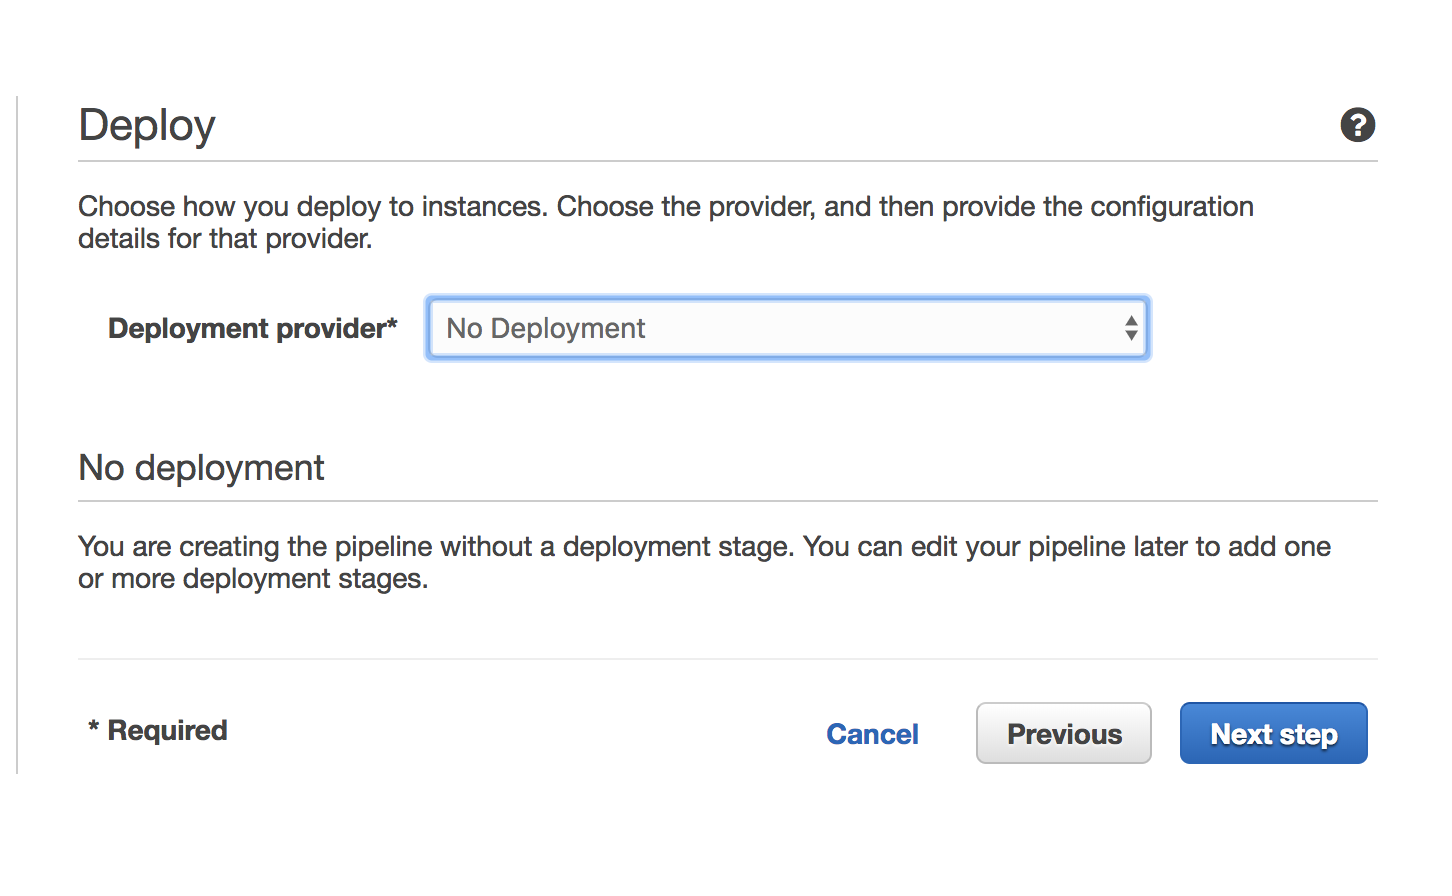 Deploy
?
Choose how you deploy to instances. Choose the provider, and then provide the configuration
details for that provider.
Deployment provider* No Deployment
No deployment
You are creating the pipeline without a deployment stage. You can edit your pipeline later to add one
or more deployment stages.
* Required Cancel Previous Next step